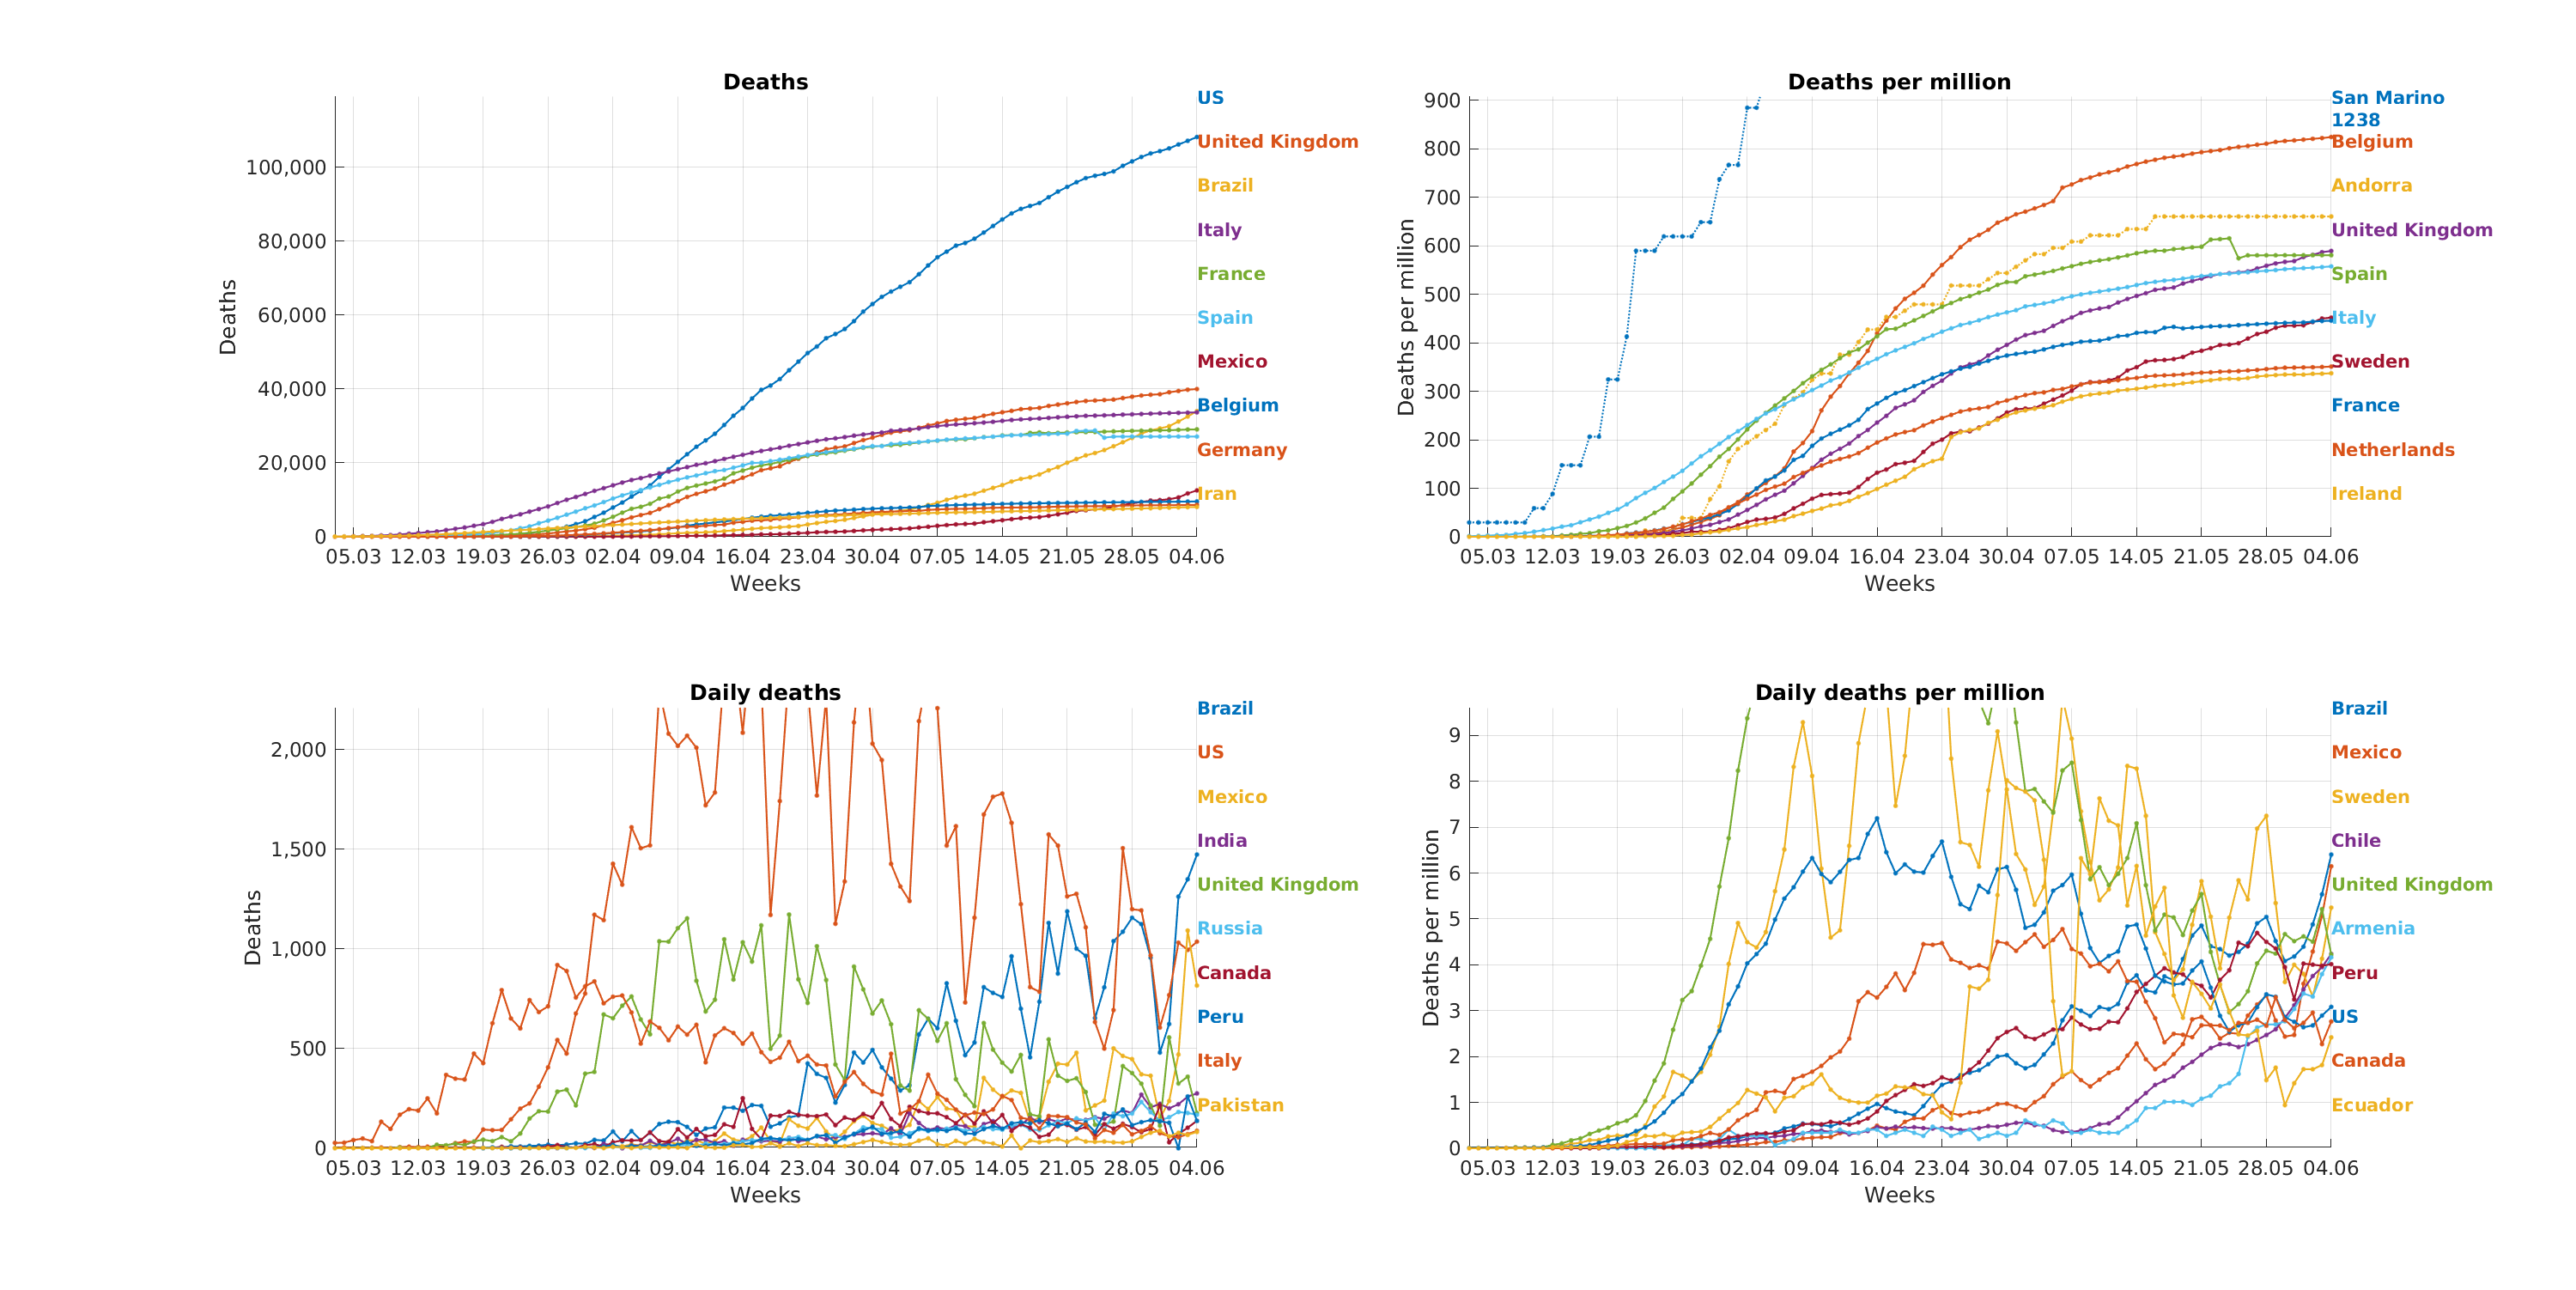 Deaths
US
United Kingdom
Brazil
Italy
France
Spain
Mexico
Belgium
Germany
Iran
100,000
80,000
60,000
40,000
20,000
0
Deaths
05.03 12.03 19.03 26.03 02.04 09.04 16.04 23.04 30.04 07.05 14.05 21.05 28.05 04.06
Weeks
Deaths per million
San Marino
1238
Belgium
Andorra
United Kingdom
Spain
Italy
Sweden
France
Netherlands
Ireland
900
800
700
600
500
400
300
200
100
0
Deaths per million
05.03 12.03 19.03 26.03 02.04 09.04 16.04 23.04 30.04 07.05 14.05 21.05 28.05 04.06
Weeks
Daily deaths
Brazil
US
Mexico
India
United Kingdom
Russia
Canada
Peru
Italy
Pakistan
2,000
1,500
1,000
500
0
Deaths
05.03 12.03 19.03 26.03 02.04 09.04 16.04 23.04 30.04 07.05 14.05 21.05 28.05 04.06
Weeks
Daily deaths per million
Brazil
Mexico
Sweden
Chile
United Kingdom
Armenia
Peru
US
Canada
Ecuador
9
8
7
6
5
4
3
2
1
0
Deaths per million
05.03 12.03 19.03 26.03 02.04 09.04 16.04 23.04 30.04 07.05 14.05 21.05 28.05 04.06
Weeks